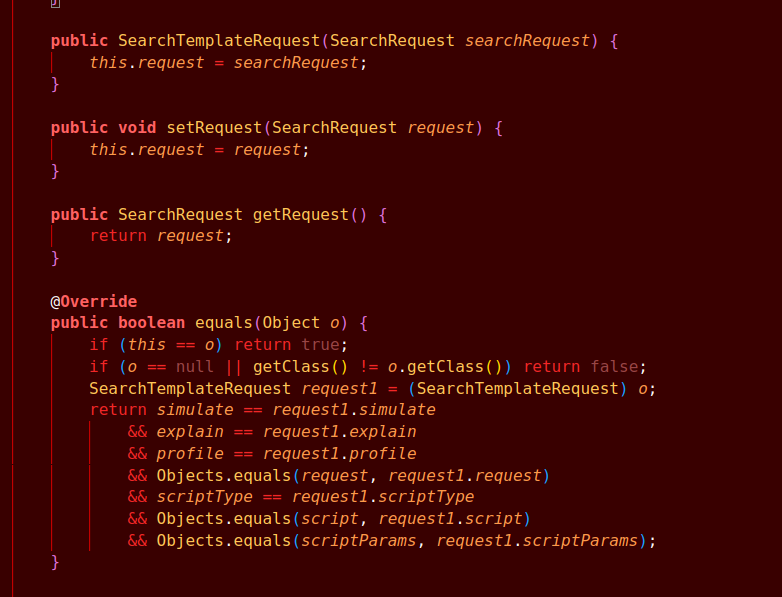 }
public SearchTemplateRequest(SearchRequest searchRequest) {
    this.request = searchRequest;
}
public void setRequest(SearchRequest request) {
    this.request = request;
}
public SearchRequest getRequest() {
    return request;
}
@Override
public boolean equals(Object o) {
    if (this == o) return true;
    if (o == null || getClass() != o.getClass()) return false;
    SearchTemplateRequest request1 = (SearchTemplateRequest) o;
    return simulate == request1.simulate
        && explain == request1.explain
        && profile == request1.profile
        && Objects.equals(request, request1.request)
        && scriptType == request1.scriptType
        && Objects.equals(script, request1.script)
        && Objects.equals(scriptParams, request1.scriptParams);
}